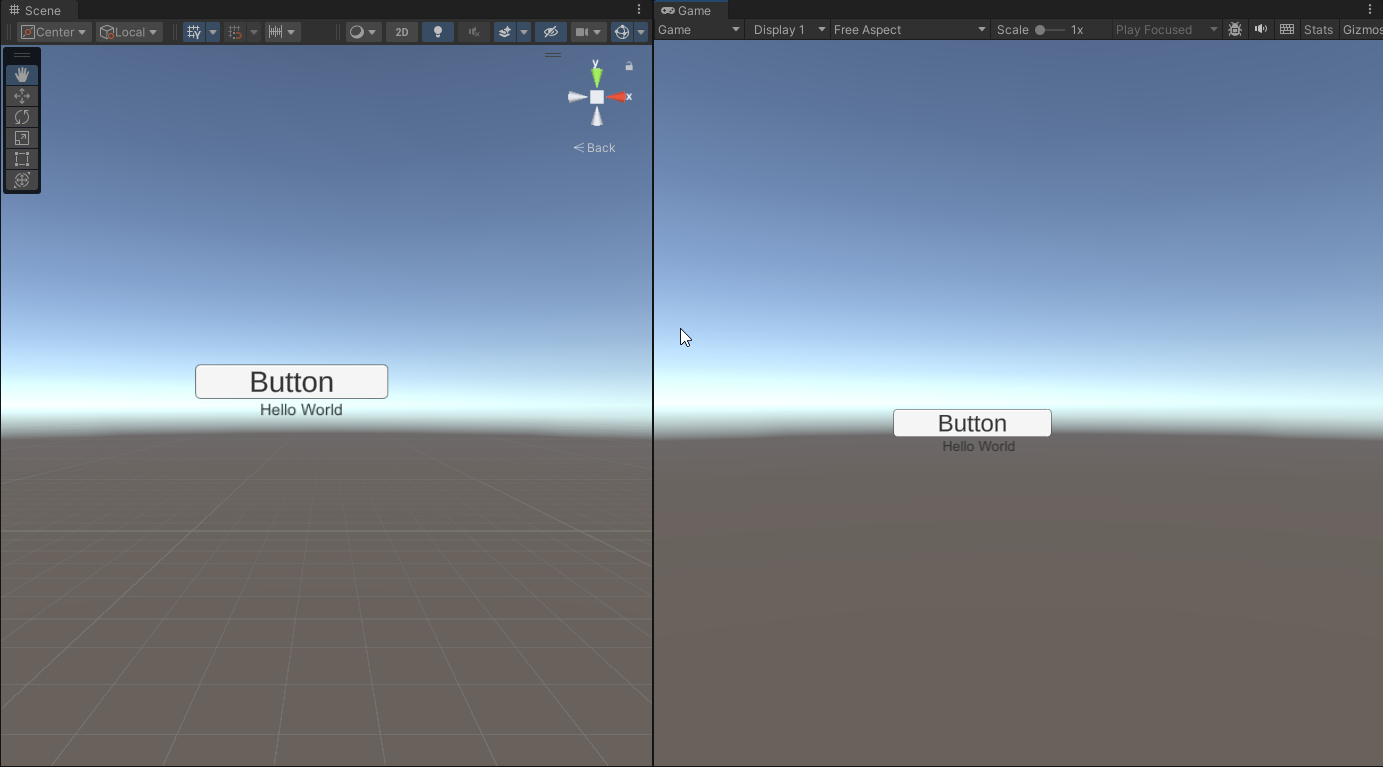 Scene
Center Local 2D
y
x
Back
Button
Hello World
Game
Game Display 1 Free Aspect Scale 1x Play Focused Stats Gizmos
Button
Hello World